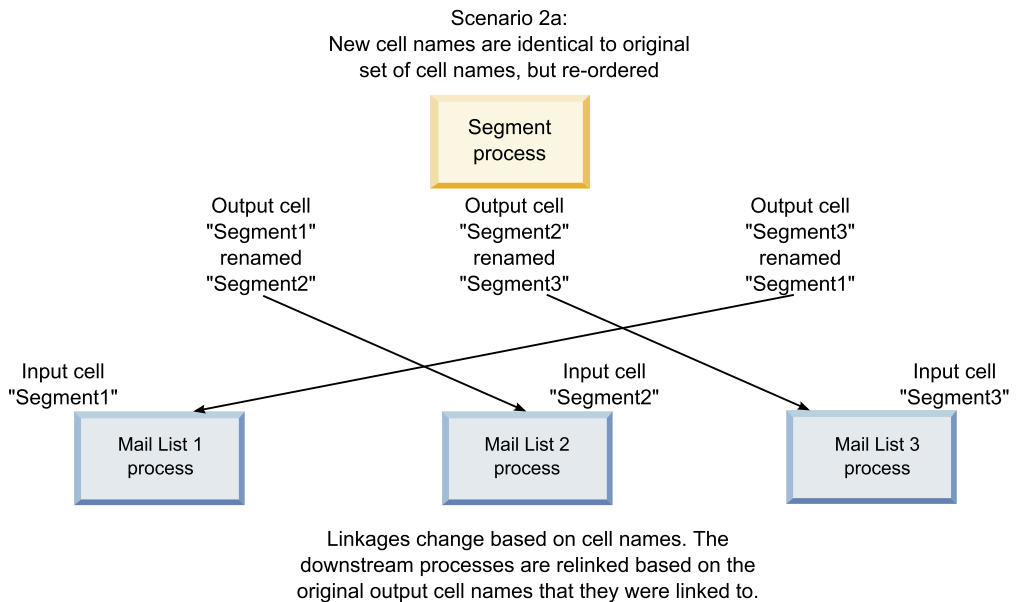 Scenario 2a:
New cell names are identical to original
set of cell names, but re-ordered
Segment
process
Output cell
"Segment1"
renamed
"Segment2"
Output cell
"Segment2"
renamed
"Segment3"
Output cell
"Segment3"
renamed
"Segment1"
Input cell
"Segment1"
Input cell
"Segment2"
Input cell
"Segment3"
Mail List 1
process
Mail List 2
process
Mail List 3
process
Linkages change based on cell names. The
downstream processes are relinked based on the
original output cell names that they were linked to.